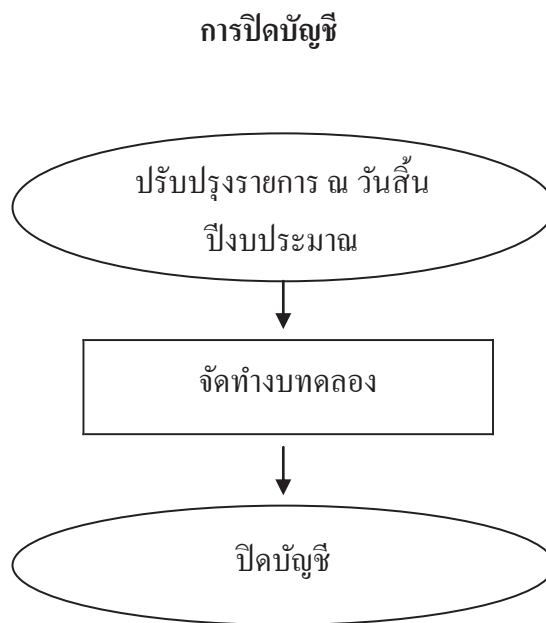 การปิดบัญชี
ปรับปรุงรายการ ณ วันสิ้น
ปีงบประมาณ
จัดทำงบทดลอง
ปิดบัญชี